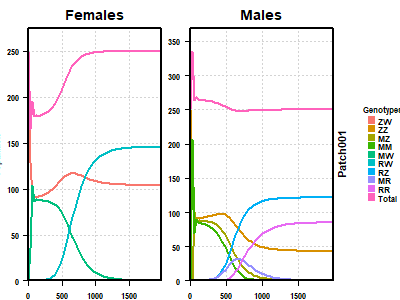 Females
Males
250
200
150
100
50
0
0
500
1000
1500
350
300
250
200
150
100
50
0
0
500
1000
1500
Patch001
Genotypes
ZW
ZZ
MZ
MM
MW
RW
RZ
MR
RR
Total